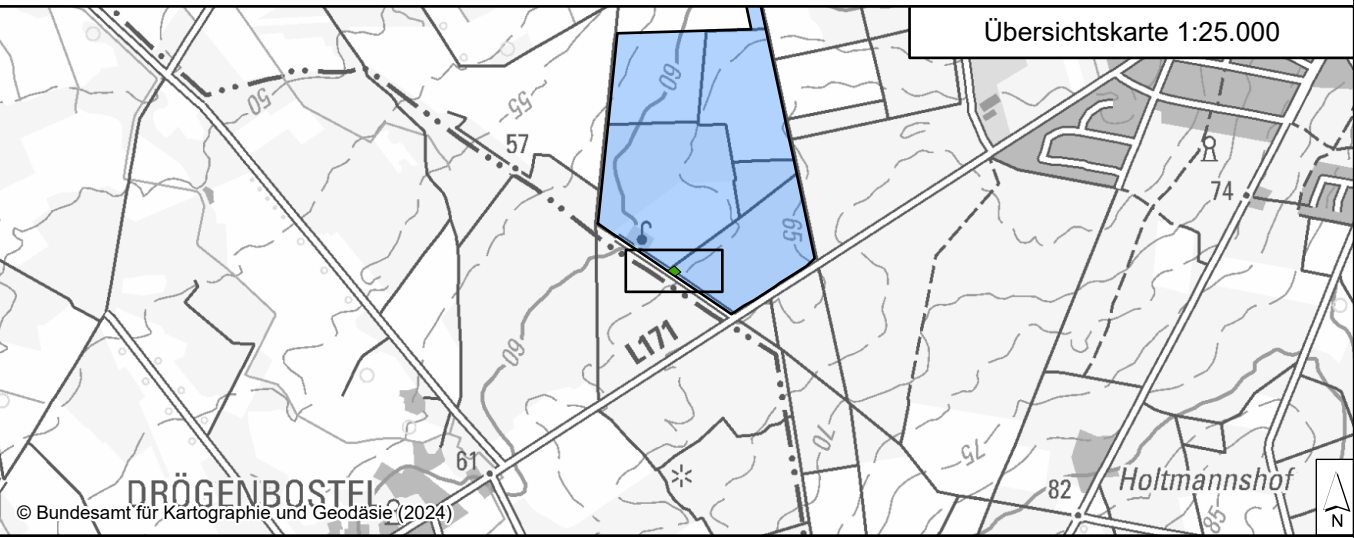 Übersichtskarte 1:25.000
60
50
55
57
74
65
60
L171
70
75
61
DRÖGENBOSTEL
82
Holtmannshof
85
© Bundesamt für Kartographie und Geodäsie (2024)
N